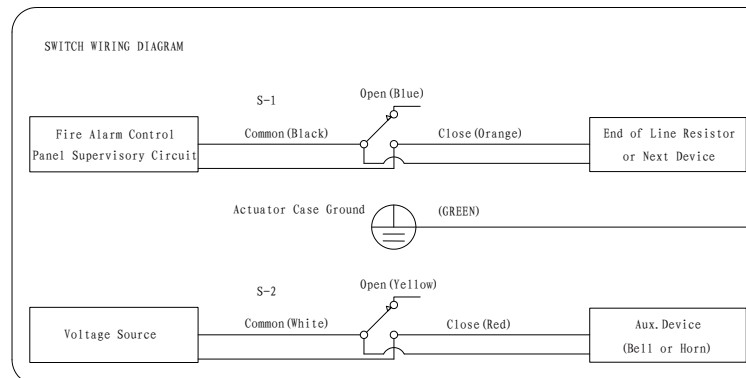 SWITCH WIRING DIAGRAM
S-1
Open(Blue)
Fire Alarm Control
Panel Supervisory Circuit
Common(Black)
Close(Orange)
End of Line Resistor
or Next Device
Actuator Case Ground
(GREEN)
S-2
Open(Yellow)
Voltage Source
Common(White)
Close(Red)
Aux.Device
(Bell or Horn)